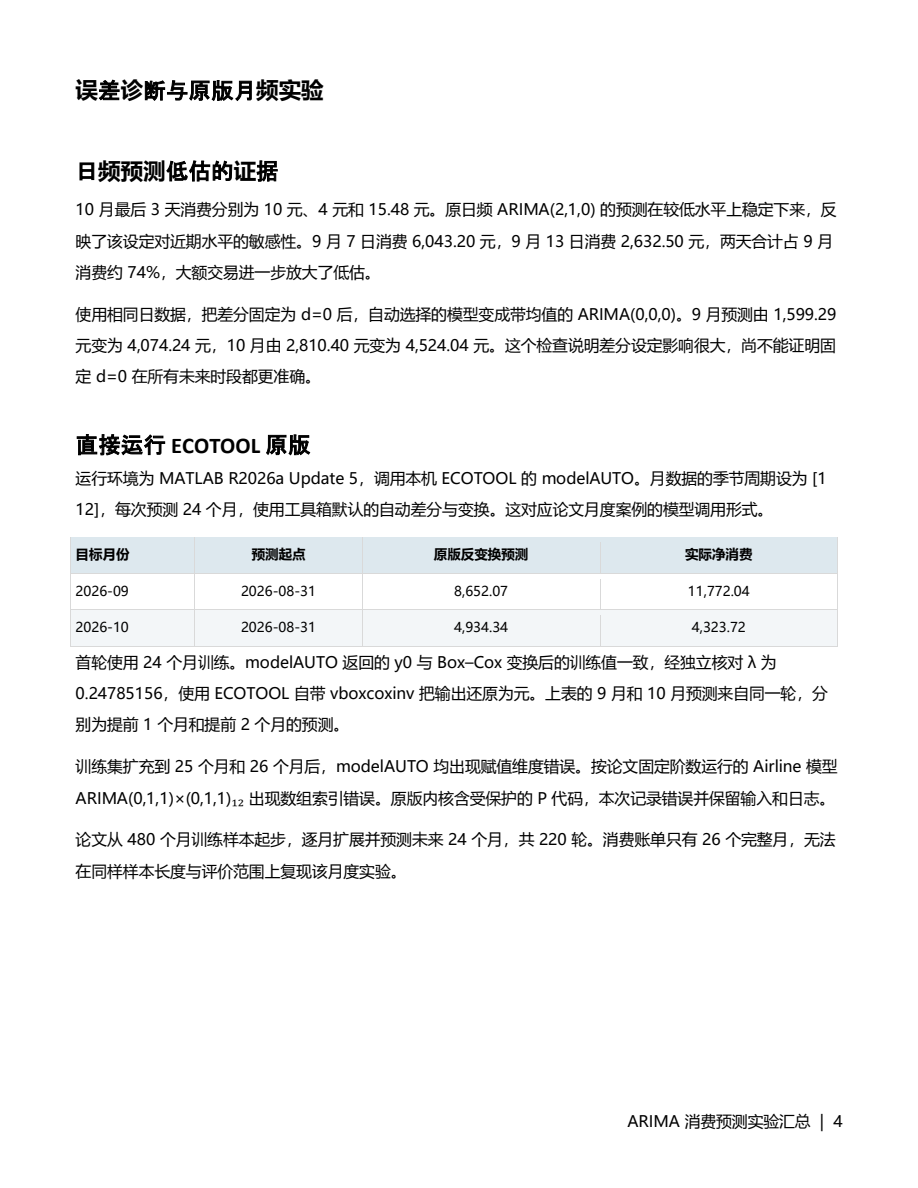 误差诊断与原版月频实验
日频预测低估的证据
10 月最后 3 天消费分别为 10 元、4 元和 15.48 元。原日频 ARIMA(2,1,0) 的预测在较低水平上稳定下来，反
映了该设定对近期水平的敏感性。9 月 7 日消费 6,043.20 元，9 月 13 日消费 2,632.50 元，两天合计占 9 月
消费约 74%，大额交易进一步放大了低估。
使用相同日数据，把差分固定为 d=0 后，自动选择的模型变成带均值的 ARIMA(0,0,0)。9 月预测由 1,599.29
元变为 4,074.24 元，10 月由 2,810.40 元变为 4,524.04 元。这个检查说明差分设定影响很大，尚不能证明固
定 d=0 在所有未来时段都更准确。
直接运行 ECOTOOL 原版
运行环境为 MATLAB R2026a Update 5，调用本机 ECOTOOL 的 modelAUTO。月数据的季节周期设为 [1
12]，每次预测 24 个月，使用工具箱默认的自动差分与变换。这对应论文月度案例的模型调用形式。
目标月份 预测起点 原版反变换预测 实际净消费
2026-09 2026-08-31 8,652.07 11,772.04
2026-10 2026-08-31 4,934.34 4,323.72
首轮使用 24 个月训练。modelAUTO 返回的 y0 与 Box–Cox 变换后的训练值一致，经独立核对 λ 为
0.24785156，使用 ECOTOOL 自带 vboxcoxinv 把输出还原为元。上表的 9 月和 10 月预测来自同一轮，分
别为提前 1 个月和提前 2 个月的预测。
训练集扩充到 25 个月和 26 个月后，modelAUTO 均出现赋值维度错误。按论文固定阶数运行的 Airline 模型
ARIMA(0,1,1)×(0,1,1)₁₂ 出现数组索引错误。原版内核含受保护的 P 代码，本次记录错误并保留输入和日志。
论文从 480 个月训练样本起步，逐月扩展并预测未来 24 个月，共 220 轮。消费账单只有 26 个完整月，无法
在同样样本长度与评价范围上复现该月度实验。
ARIMA 消费预测实验汇总 | 4